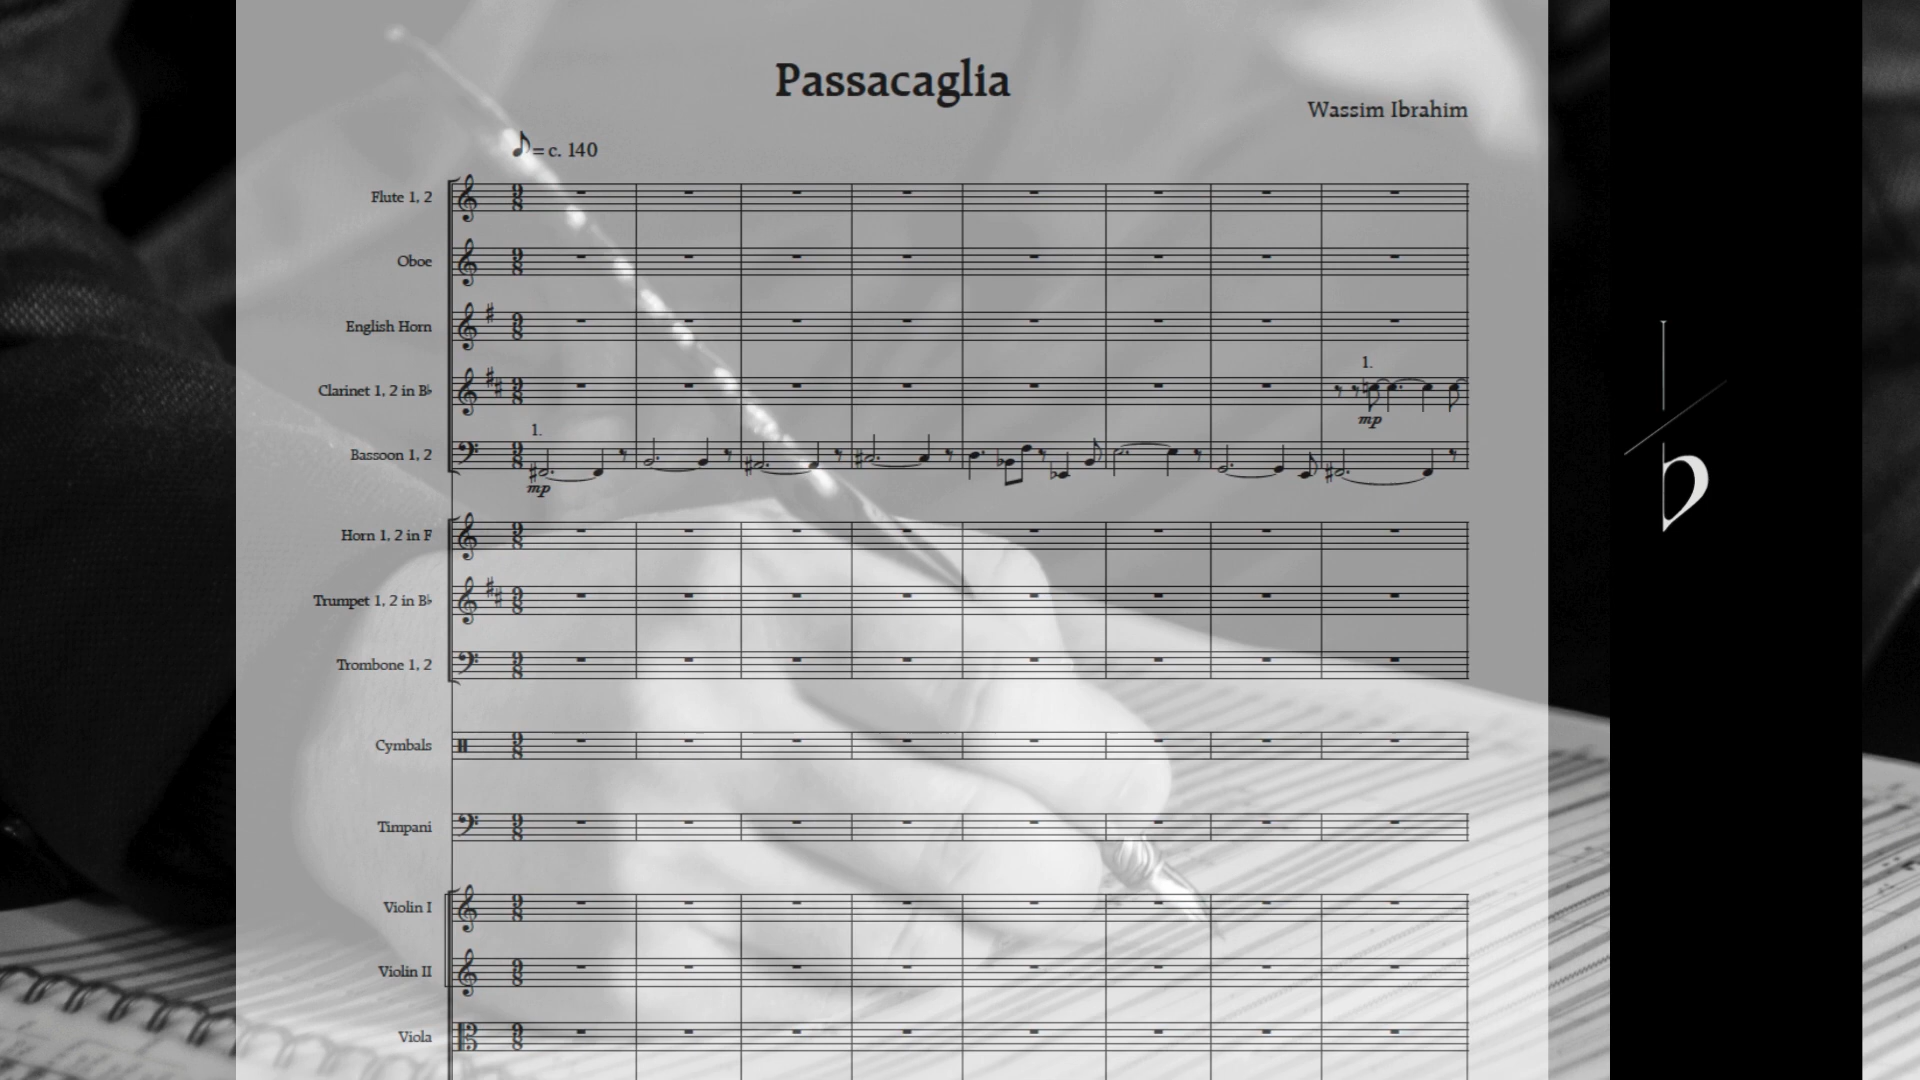 Passacaglia
Wassim Ibrahim
♪ = c. 140
Flute 1, 2
Oboe
English Horn
1.
Clarinet 1, 2 in B♭
mp
1.
Bassoon 1, 2
mp
Horn 1, 2 in F
Trumpet 1, 2 in B♭
Trombone 1, 2
Cymbals
Timpani
Violin I
Violin II
Viola